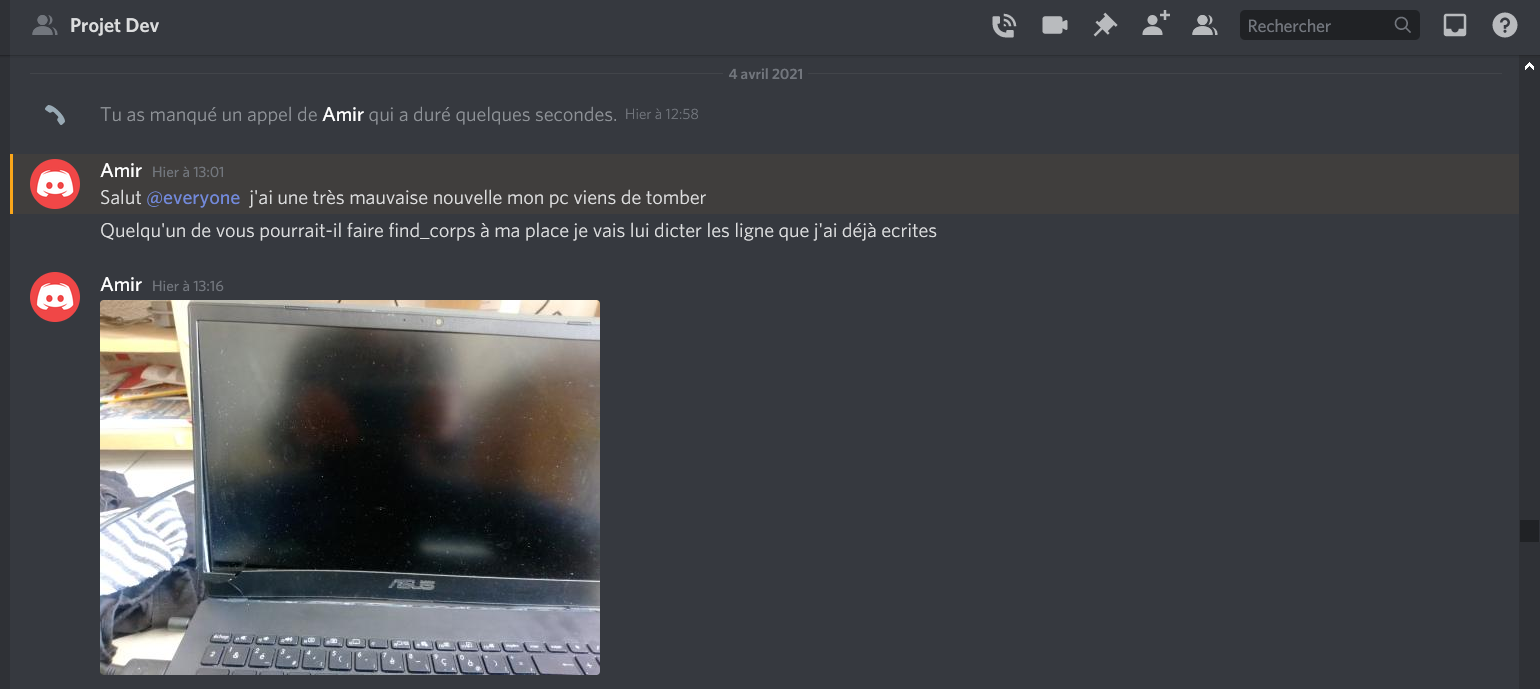 Projet Dev
Rechercher
4 avril 2021
Tu as manqué un appel de Amir qui a duré quelques secondes. Hier à 12:58
Amir Hier à 13:01
Salut @everyone j'ai une très mauvaise nouvelle mon pc viens de tomber
Quelqu'un de vous pourrait-il faire find_corps à ma place je vais lui dicter les ligne que j'ai déjà ecrites
Amir Hier à 13:16
ASUS